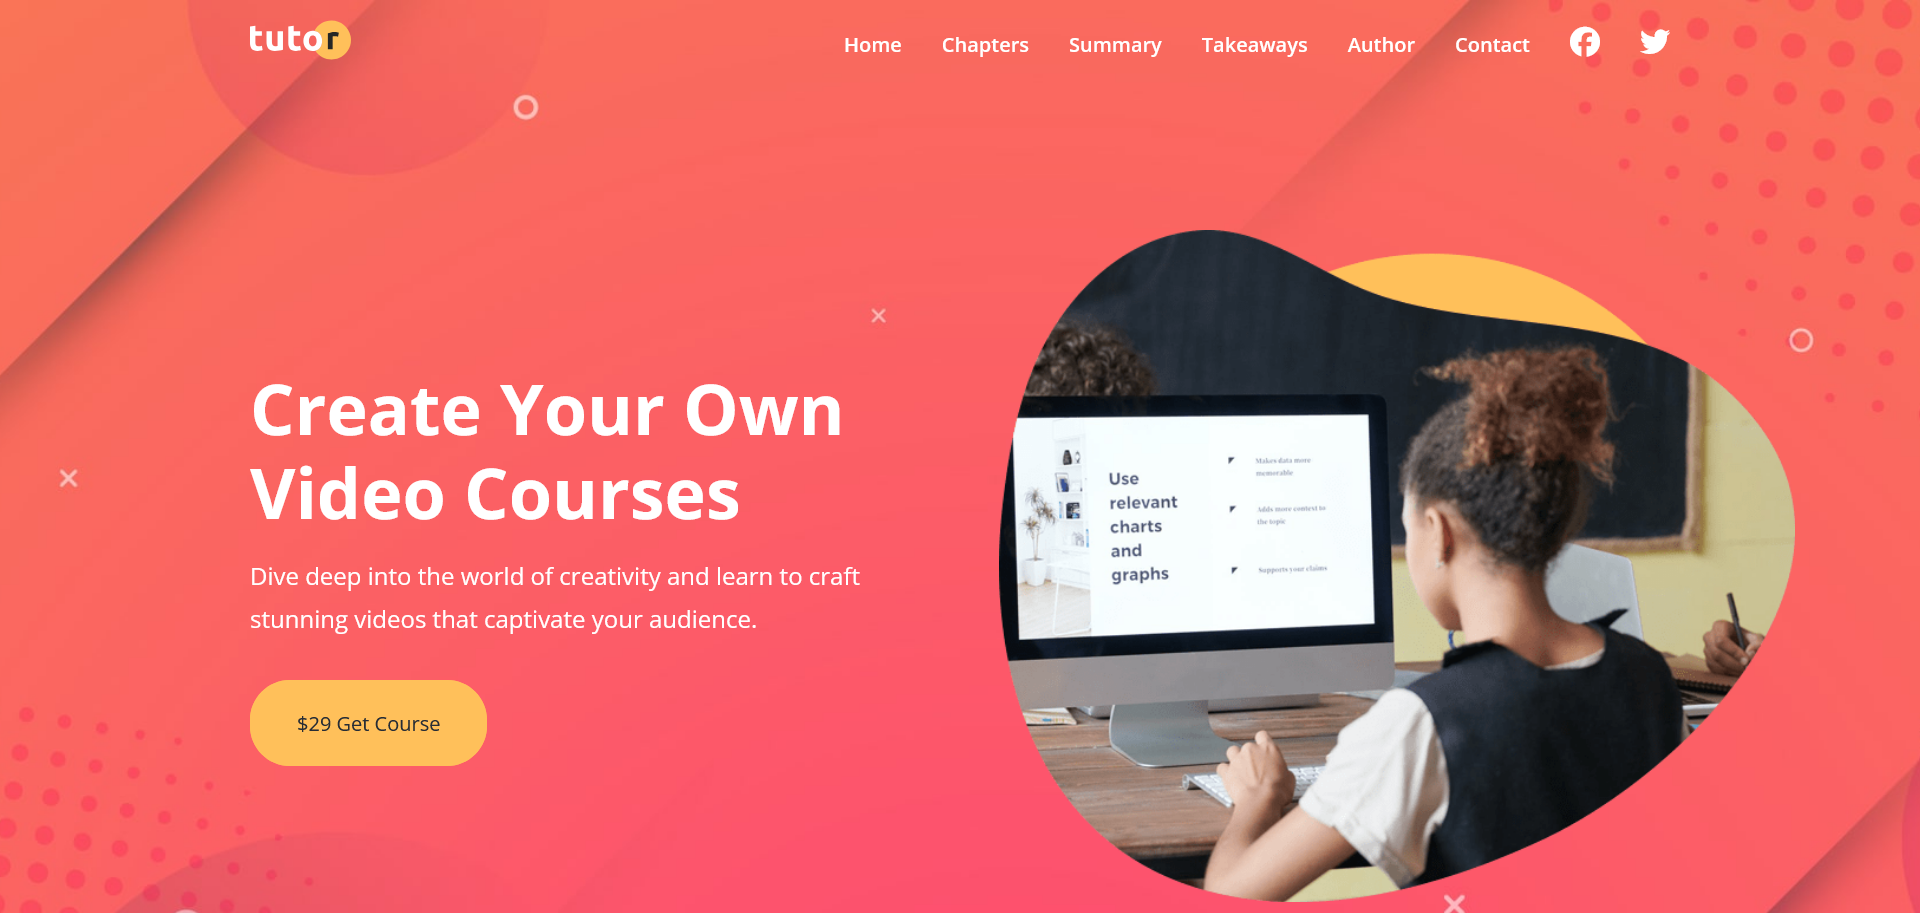 tutor
Home Chapters Summary Takeaways Author Contact
Create Your Own
Video Courses
Dive deep into the world of creativity and learn to craft
stunning videos that captivate your audience.
$29 Get Course
Use
relevant
charts
and
graphs
Makes data more
memorable
Adds more context to
the topic
Supports your claims